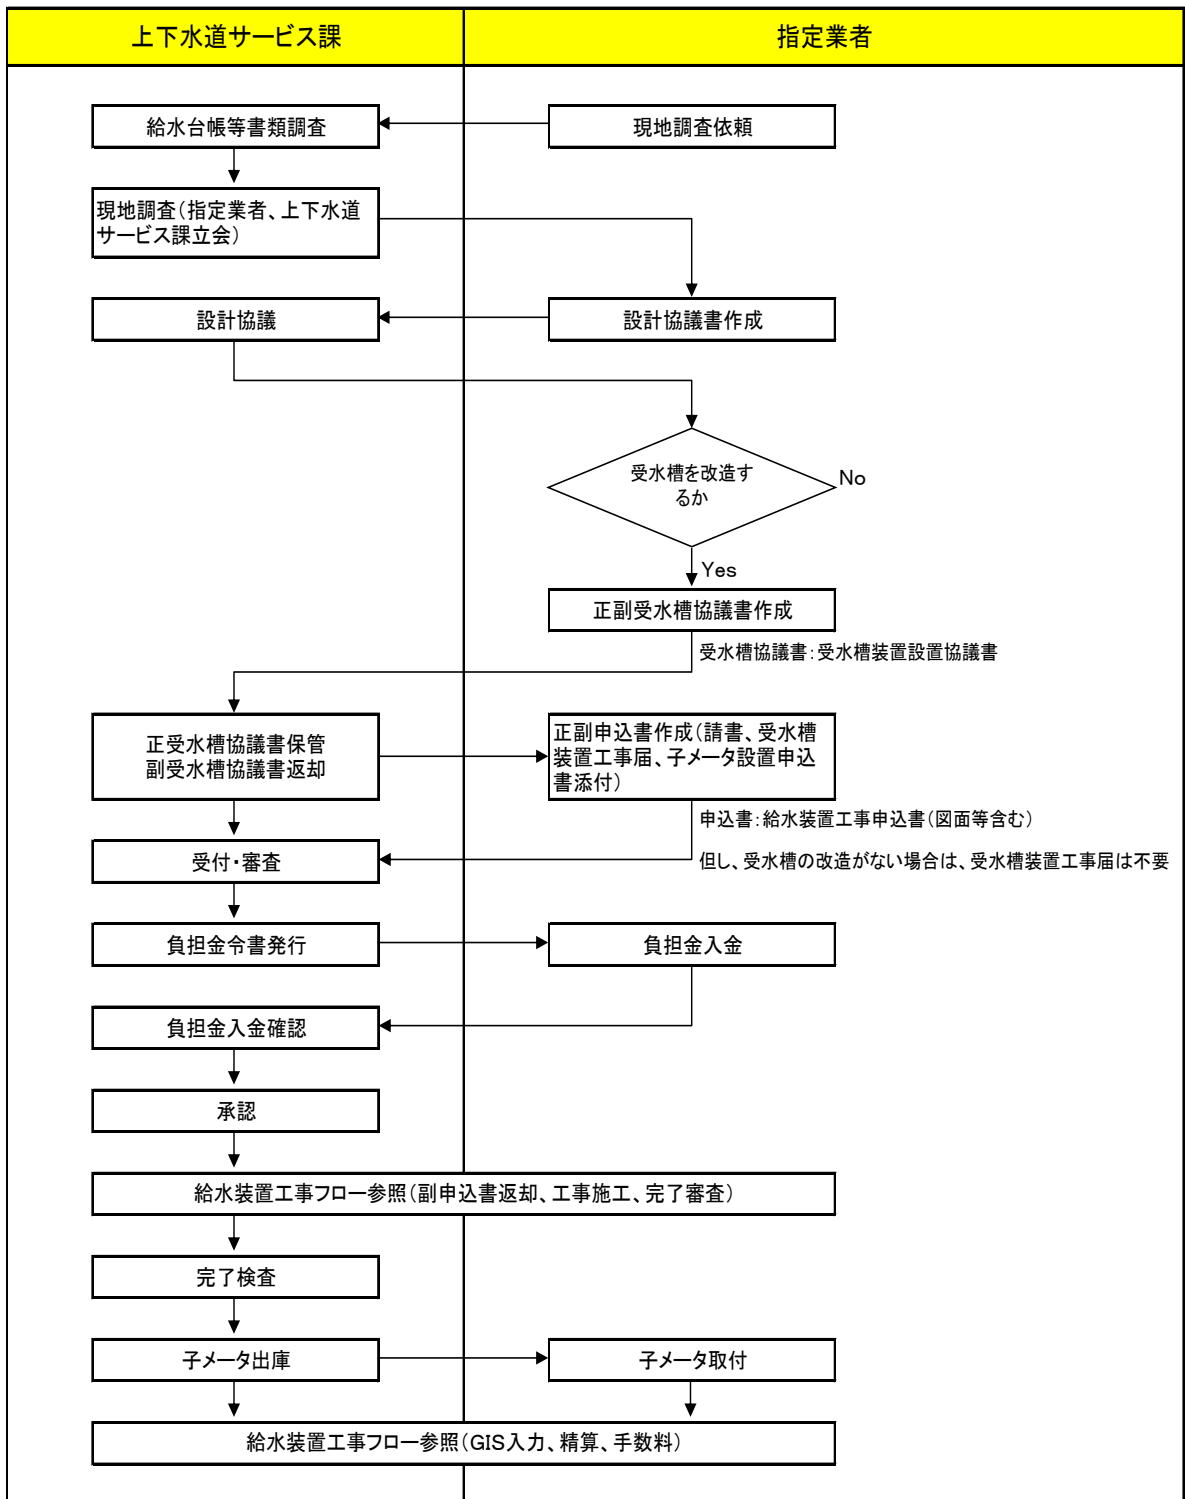 上下水道サービス課
指定業者
給水台帳等書類調査
現地調査依頼
現地調査（指定業者、上下水道
サービス課立会）
設計協議
設計協議書作成
受水槽を改造す
るか
No
Yes
正副受水槽協議書作成
受水槽協議書：受水槽装置設置協議書
正受水槽協議書保管
副受水槽協議書返却
正副申込書作成（請書、受水槽
装置工事届、子メータ設置申込
書添付）
申込書：給水装置工事申込書（図面等含む）
受付・審査
但し、受水槽の改造がない場合は、受水槽装置工事届は不要
負担金令書発行
負担金入金
負担金入金確認
承認
給水装置工事フロー参照（副申込書返却、工事施工、完了審査）
完了検査
子メータ出庫
子メータ取付
給水装置工事フロー参照（GIS入力、精算、手数料）